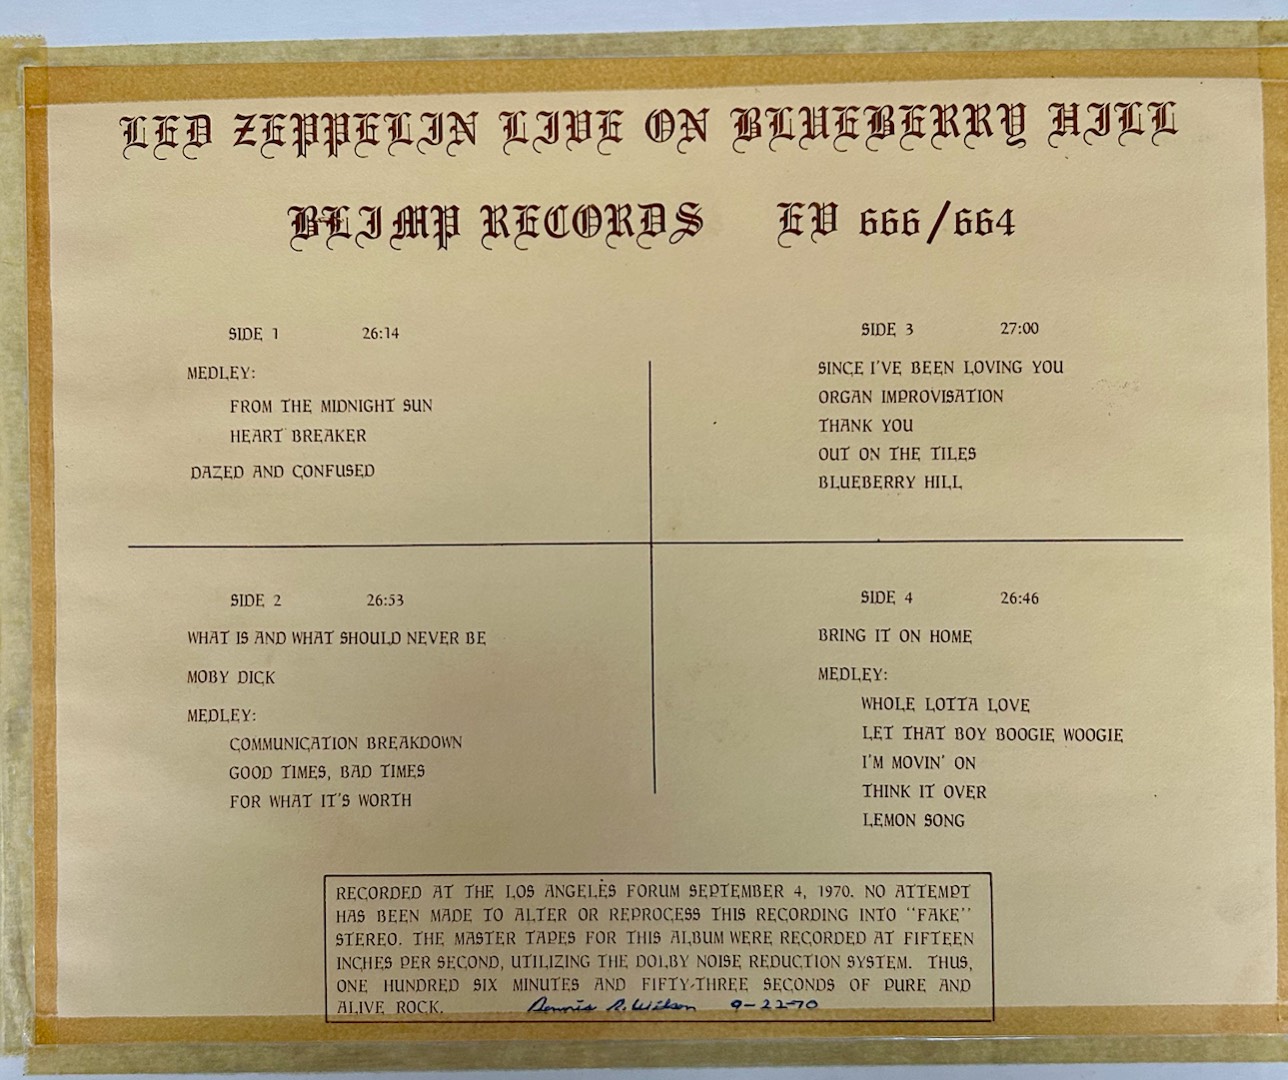 LED ZEPPELIN LIVE ON BLUEBERRY HILL
BLIMP RECORDS EV 666/664
SIDE 1 26:14
MEDLEY:
FROM THE MIDNIGHT SUN
HEART BREAKER
DAZED AND CONFUSED
SIDE 2 26:53
WHAT IS AND WHAT SHOULD NEVER BE
MOBY DICK
MEDLEY:
COMMUNICATION BREAKDOWN
GOOD TIMES, BAD TIMES
FOR WHAT IT'S WORTH
SIDE 3 27:00
SINCE I'VE BEEN LOVING YOU
ORGAN IMPROVISATION
THANK YOU
OUT ON THE TILES
BLUEBERRY HILL
SIDE 4 26:46
BRING IT ON HOME
MEDLEY:
WHOLE LOTTA LOVE
LET THAT BOY BOOGIE WOOGIE
I'M MOVIN' ON
THINK IT OVER
LEMON SONG
RECORDED AT THE LOS ANGELES FORUM SEPTEMBER 4, 1970. NO ATTEMPT
HAS BEEN MADE TO ALTER OR REPROCESS THIS RECORDING INTO "FAKE"
STEREO. THE MASTER TAPES FOR THIS ALBUM WERE RECORDED AT FIFTEEN
INCHES PER SECOND, UTILIZING THE DOLBY NOISE REDUCTION SYSTEM. THUS,
ONE HUNDRED SIX MINUTES AND FIFTY-THREE SECONDS OF PURE AND
ALIVE ROCK. Dennis R. Wilson 9-22-70